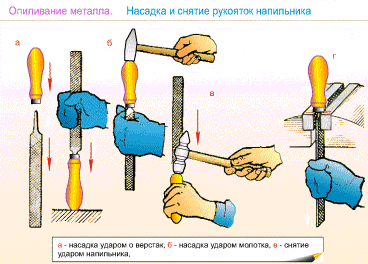 Опиливание металла. Насадка и снятие рукояток напильника
а
б
в
г
а - насадка ударом о верстак, б - насадка ударом молотка, в - снятие
ударом напильника,